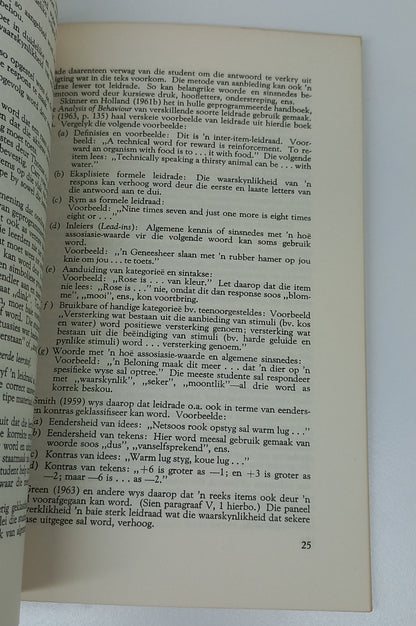 so
opgestel
ade daarenteen verwag van die student om die antwoord te verkry uit
digting wat in die teks voorkom. Die metode van aanbieding kan ook 'n
drae lewer tot leidrade. So kan belangrike woorde en sinsnedes be-
mstoon word deur kursiewe druk, hoofletters, onderstreping, ens.
Skinner en Holland (1961b) het in hulle geprogrammeerde handboek,
e Analysis of Behaviour van verskillende soorte leidrade gebruik gemaak.
(1963, p. 135) haal verskeie voorbeelde van leidrade uit hierdie boek
. Vergelyk die volgende voorbeelde:
(a) Definisies en voorbeelde: Dit is 'n inter-item-leidraad. Voor-
beeld: „A technical word for reward is reinforcement. To re-
ward an organism with food is to . . . it with food." Die volgende
item lees: „Technically speaking a thirsty animal can be . . . with
water."
(b) Eksplisiete formele leidrade: Die waarskynlikheid van 'n
respons kan verhoog word deur die eerste en laaste letters
van die antwoord aan te dui.
(c) Rym as formele leidraad:
Voorbeeld: „Nine times seven and just one more is eight times
eight or . . ."
(d) Inleiers (Lead-ins): Algemene kennis of sinsnedes met 'n hoë
assosiasie-waarde vir die volgende woord kan soms gebruik
word.
Voorbeeld: „'n Geneesheer slaan met 'n rubber hamer op jou
knie om jou . . . te toets."
(e) Aanduiding van kategorieë en sintakse:
Voorbeeld: „Rose is . . . van kleur." Let daarop dat die item
nie lees: „Rose is . . ." nie, omdat dit dan response soos „blom-
me", „mooi", ens., kon voortbring.
(f) Bruikbare of handige kategorieë bv. teenoorgesteldes: Voorbeeld:
„Versterking wat bestaan uit die aanbieding van stimuli (bv. kos
en water) word positiewe versterking genoem; versterking wat
bestaan uit die beëindiging van stimuli (bv. harde geluide en
pynlike stimuli) word . . . versterking genoem."
(g) Woorde met 'n hoë assosiasie-waarde en algemene sinsnedes:
Voorbeeld: „'n Beloning maak dit meer . . . dat 'n dier op 'n
spesifieke wyse sal optree." Die meeste studente sal respondeer
met „waarskynlik", „seker", „moontlik"—al drie word as
korrek beskou.
Smith (1959) wys daarop dat leidrade o.a. ook in terme van eenders-
en kontras geklassifiseer kan word. Voorbeelde:
a) Eendersheid van idees: „Netsoos rook opstyg sal warm lug . . ."
b) Eendersheid van tekens: Hier word meesal gebruik gemaak van
woorde soos „dus", „vanselfsprekend", ens.
c) Kontras van idees: „Warm lug styg, koue lug . . ."
d) Kontras van tekens: „+6 is groter as —1; en +3 is groter as
—2; maar —6 is . . . as —2."
Green (1963) en andere wys daarop dat 'n reeks items ook deur 'n
l voorafgegaan kan word. (Sien paragraaf V, 1 hierbo.) Die paneel
verklikheid 'n baie sterk leidraad wat die waarskynlikheid dat sekere
nse uitgegee sal word, verhoog.
25